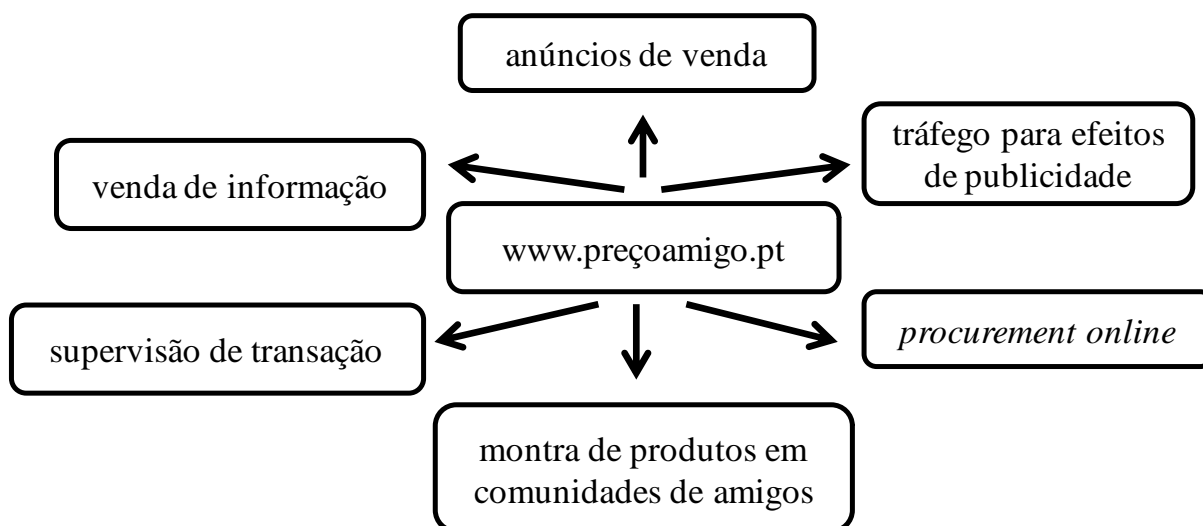 anúncios de venda
tráfego para efeitos
de publicidade
venda de informação
www.preçoamigo.pt
supervisão de transação
procurement online
montra de produtos em
comunidades de amigos